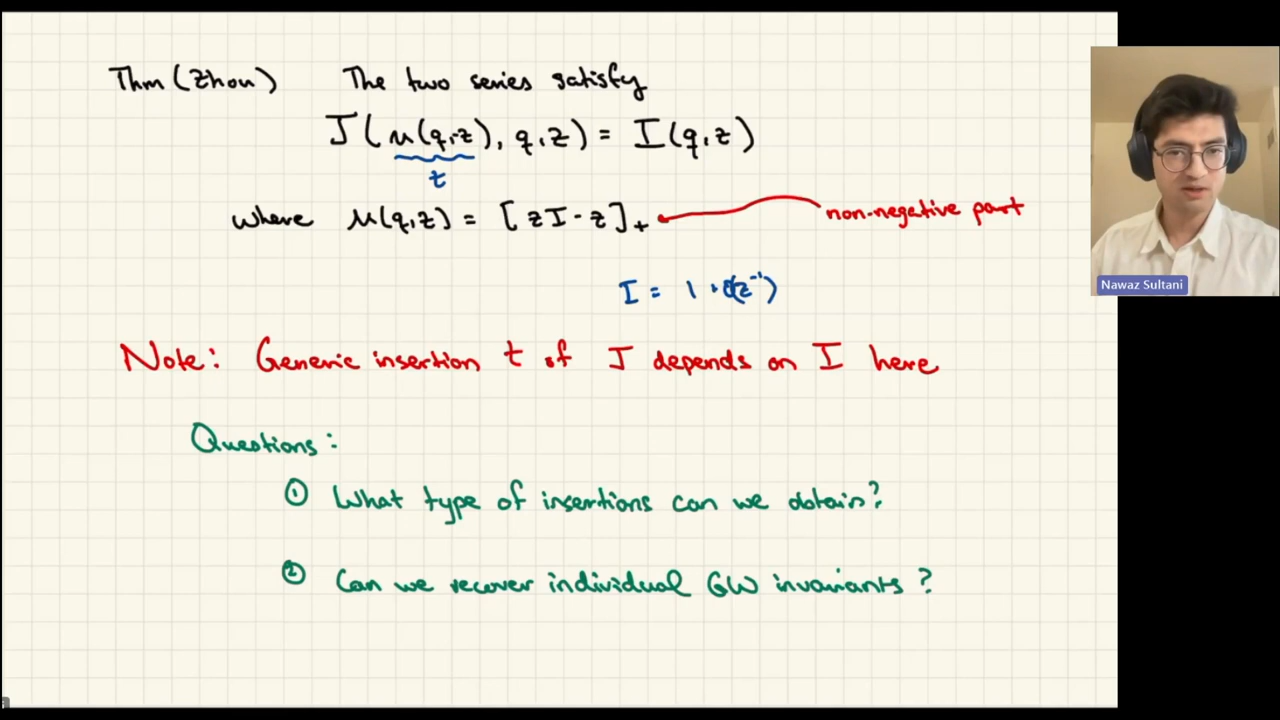 Thm (Zhou) The two series satisfy
J(μ(q,-z), q, z) = I(q,z)
t
where μ(q,z) = [zI - z]₊
non-negative part
I = 1 + O(z⁻¹)
Nawaz Sultani
Note: Generic insertion t of J depends on I here
Questions:
① What type of insertions can we obtain?
② Can we recover individual GW invariants?